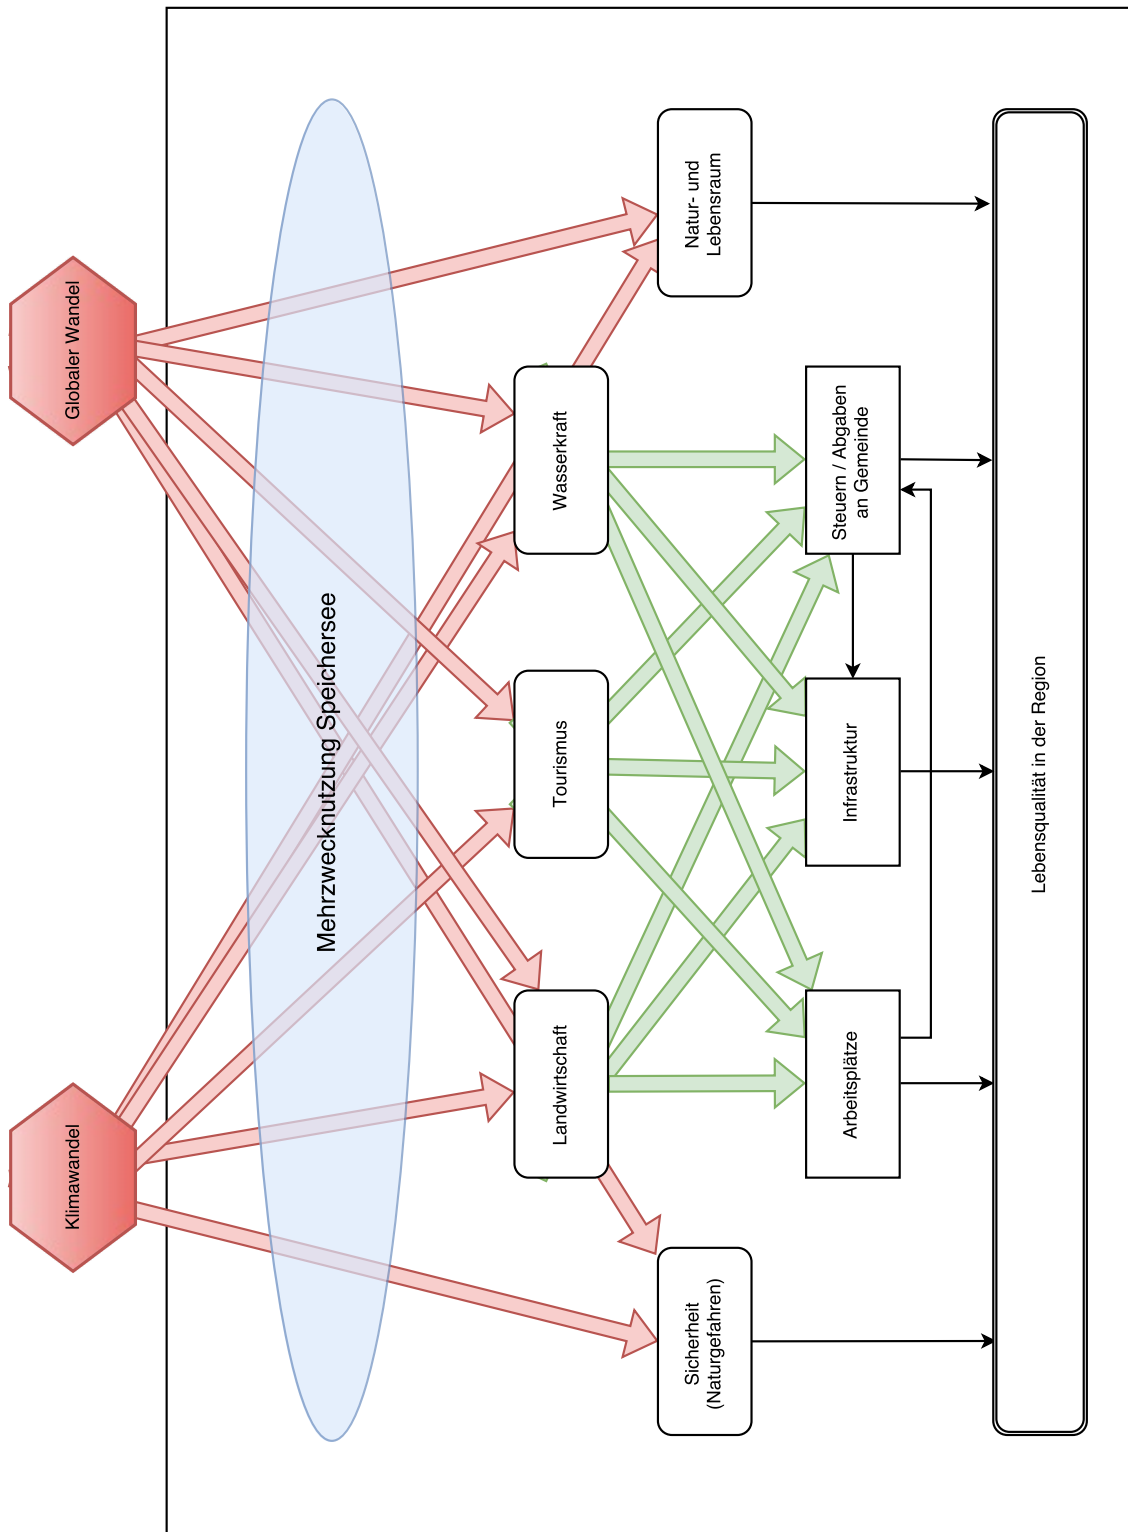 Klimawandel
Globaler Wandel
Mehrzwecknutzung Speichersee
Landwirtschaft
Tourismus
Wasserkraft
Sicherheit
(Naturgefahren)
Natur- und
Lebensraum
Arbeitsplätze
Infrastruktur
Steuern / Abgaben
an Gemeinde
Lebensqualität in der Region